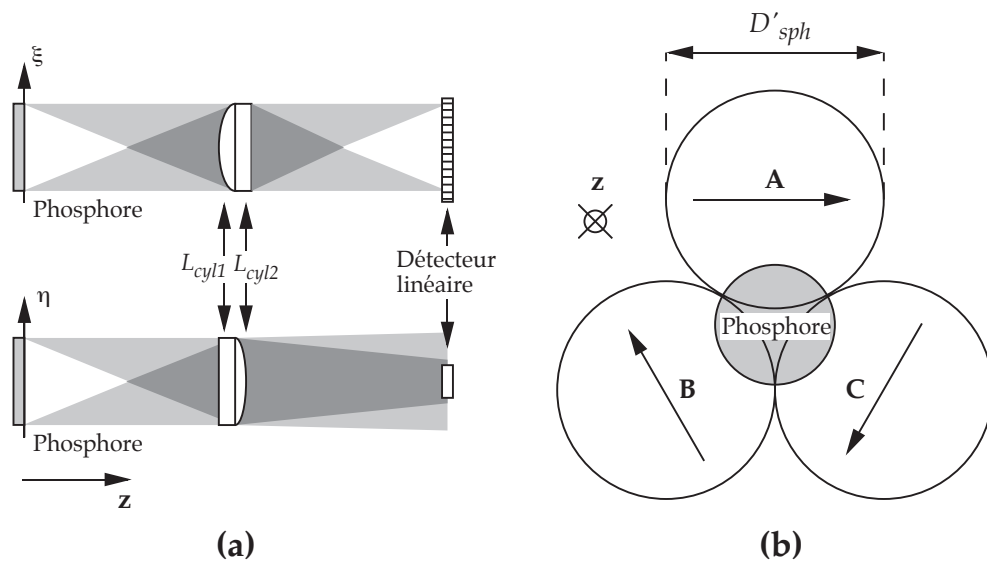 ξ
Phosphore
L_cyl1
L_cyl2
Détecteur
linéaire
η
Phosphore
z
(a)
D'_sph
z
A
Phosphore
B
C
(b)